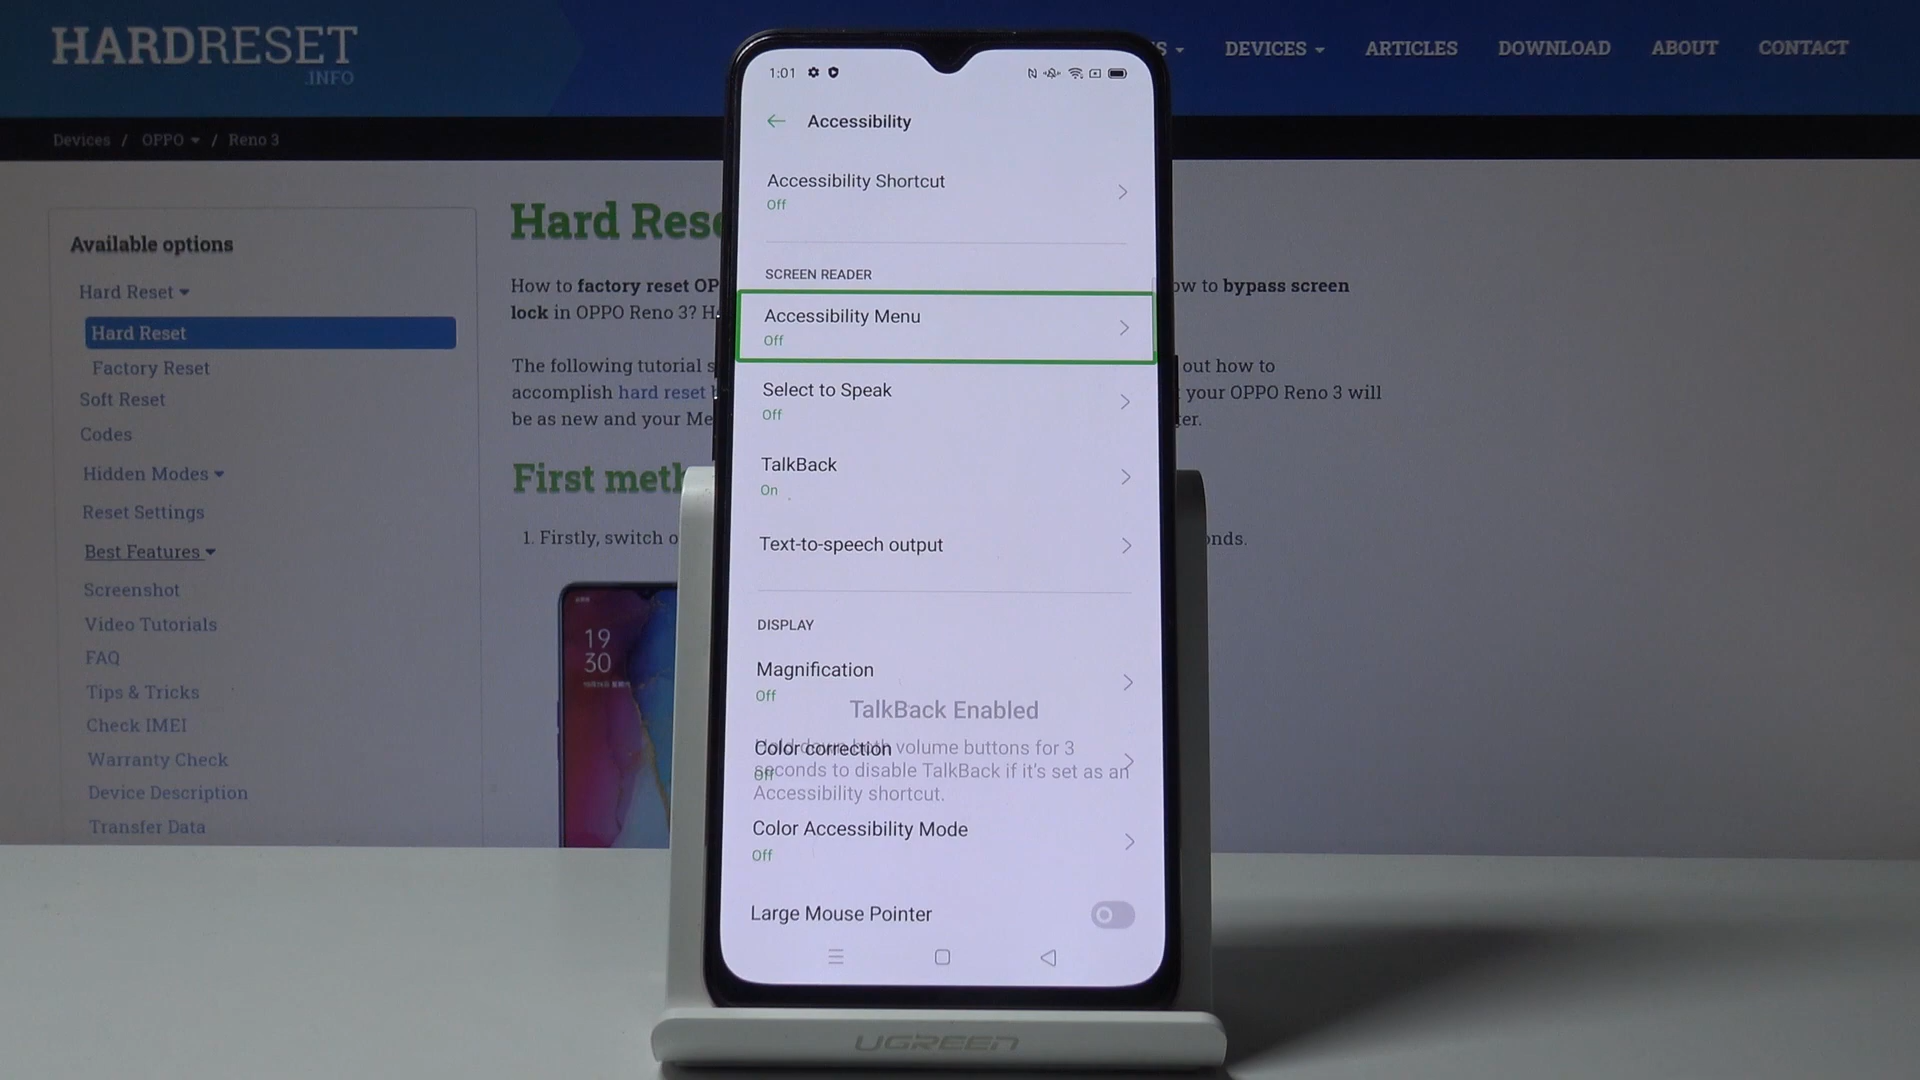 HARDRESET
.INFO
DEVICES
ARTICLES
DOWNLOAD
ABOUT
CONTACT
Devices / OPPO / Reno 3
Available options
Hard Reset
Hard Reset
Factory Reset
Soft Reset
Codes
Hidden Modes
Reset Settings
Best Features
Screenshot
Video Tutorials
FAQ
Tips & Tricks
Check IMEI
Warranty Check
Device Description
Transfer Data
Hard Rese
How to factory reset OP
lock in OPPO Reno 3? H
The following tutorial s
accomplish hard reset
be as new and your Me
First meth
1. Firstly, switch o
19
30
to bypass screen
out how to
your OPPO Reno 3 will
1:01
Accessibility
Accessibility Shortcut
Off
SCREEN READER
Accessibility Menu
Off
Select to Speak
Off
TalkBack
On
Text-to-speech output
DISPLAY
Magnification
Off
TalkBack Enabled
Hold down both volume buttons for 3
seconds to disable TalkBack if it's set as an
Accessibility shortcut.
Color correction
Off
Color Accessibility Mode
Off
Large Mouse Pointer
UGREEN